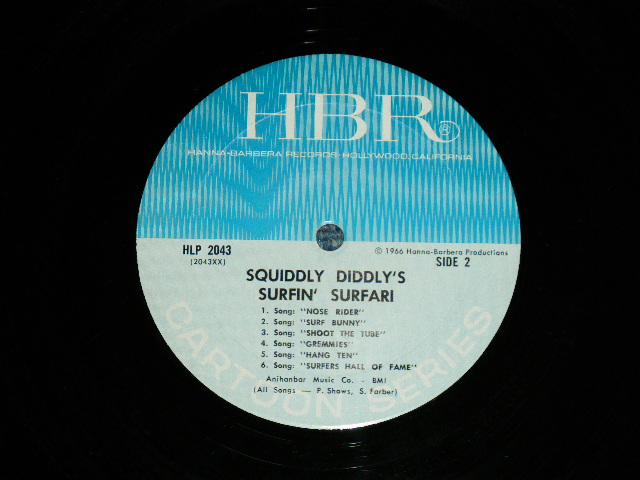 HBR
®
HANNA-BARBERA RECORDS · HOLLYWOOD, CALIFORNIA
HLP 2043
(2043XX)
© 1966 Hanna-Barbera Productions
SIDE 2
SQUIDDLY DIDDLY'S
SURFIN' SURFARI
1. Song: "NOSE RIDER"
2. Song: "SURF BUNNY"
3. Song: "SHOOT THE TUBE"
4. Song: "GREMMIES"
5. Song: "HANG TEN"
6. Song: "SURFERS HALL OF FAME"
Anihanbar Music Co. - BMI
(All Songs — P. Shows, S. Farber)
CARTOON SERIES